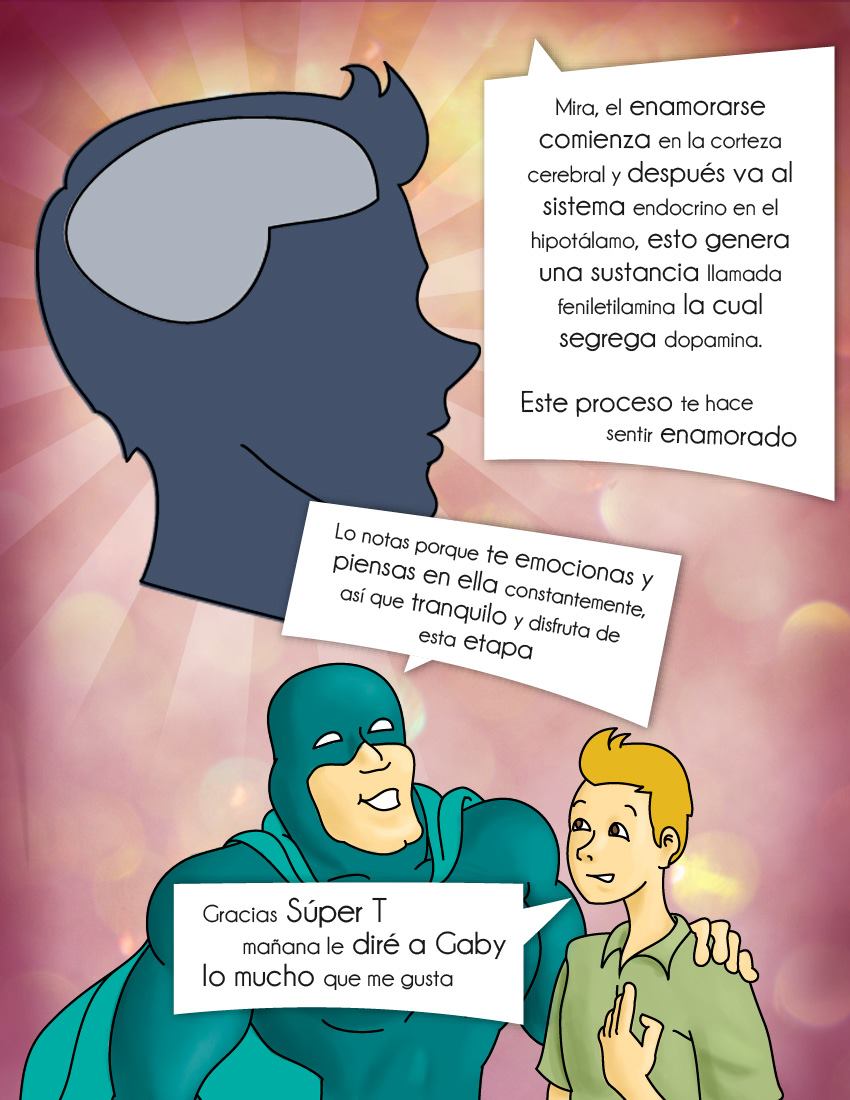 Mira, el enamorarse
comienza en la corteza
cerebral y después va al
sistema endocrino en el
hipotálamo, esto genera
una sustancia llamada
feniletilamina la cual
segrega dopamina.
Este proceso te hace
sentir enamorado
Lo notas porque te emocionas y
piensas en ella constantemente,
así que tranquilo y disfruta de
esta etapa
Gracias Súper T
mañana le diré a Gaby
lo mucho que me gusta